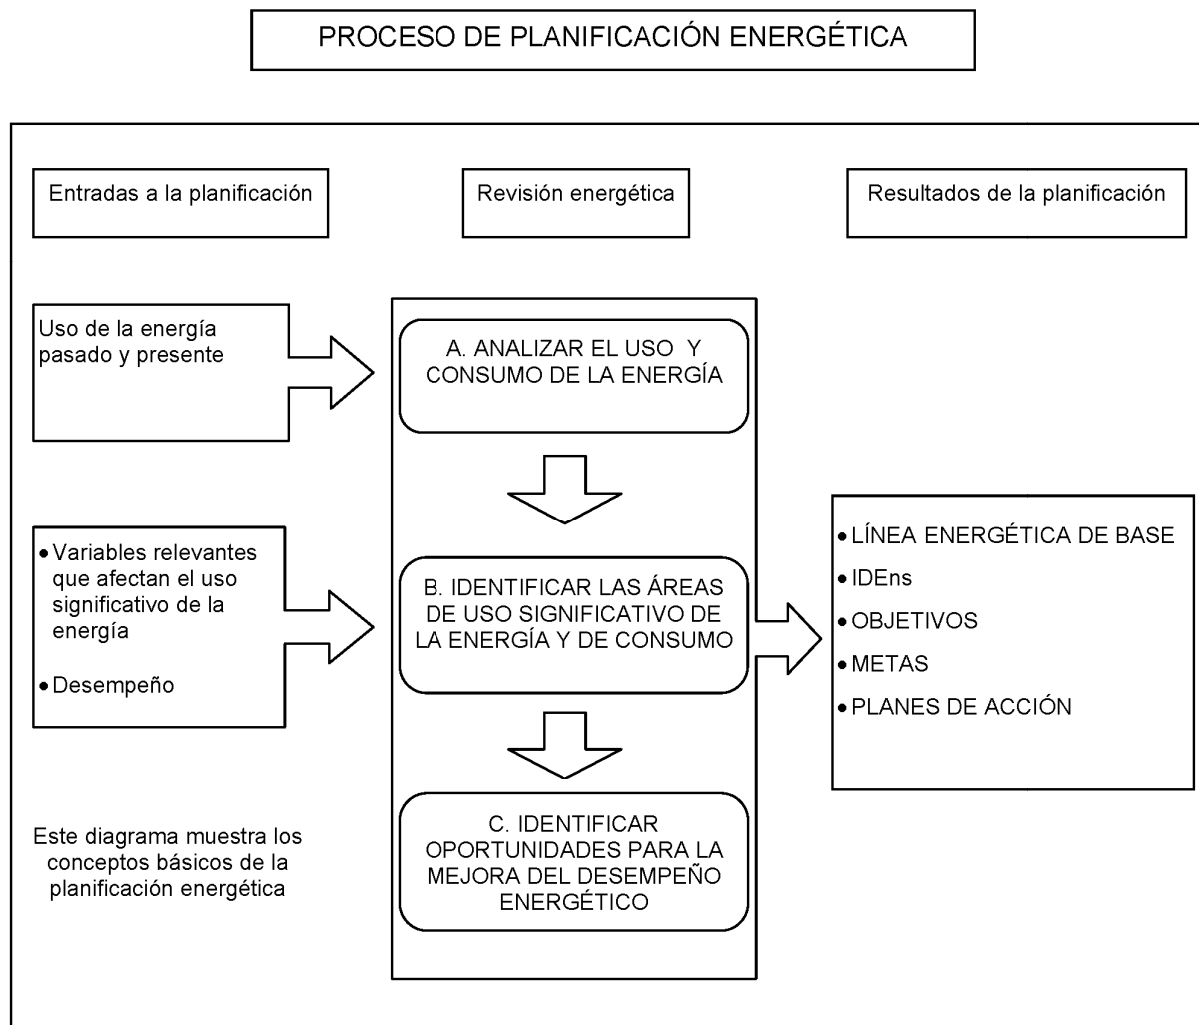 PROCESO DE PLANIFICACIÓN ENERGÉTICA
Entradas a la planificación
Revisión energética
Resultados de la planificación
Uso de la energía
pasado y presente
A. ANALIZAR EL USO Y
CONSUMO DE LA ENERGÍA
• Variables relevantes
que afectan el uso
significativo de la
energía
• Desempeño
B. IDENTIFICAR LAS ÁREAS
DE USO SIGNIFICATIVO DE
LA ENERGÍA Y DE CONSUMO
• LÍNEA ENERGÉTICA DE BASE
• IDEns
• OBJETIVOS
• METAS
• PLANES DE ACCIÓN
C. IDENTIFICAR
OPORTUNIDADES PARA LA
MEJORA DEL DESEMPEÑO
ENERGÉTICO
Este diagrama muestra los
conceptos básicos de la
planificación energética